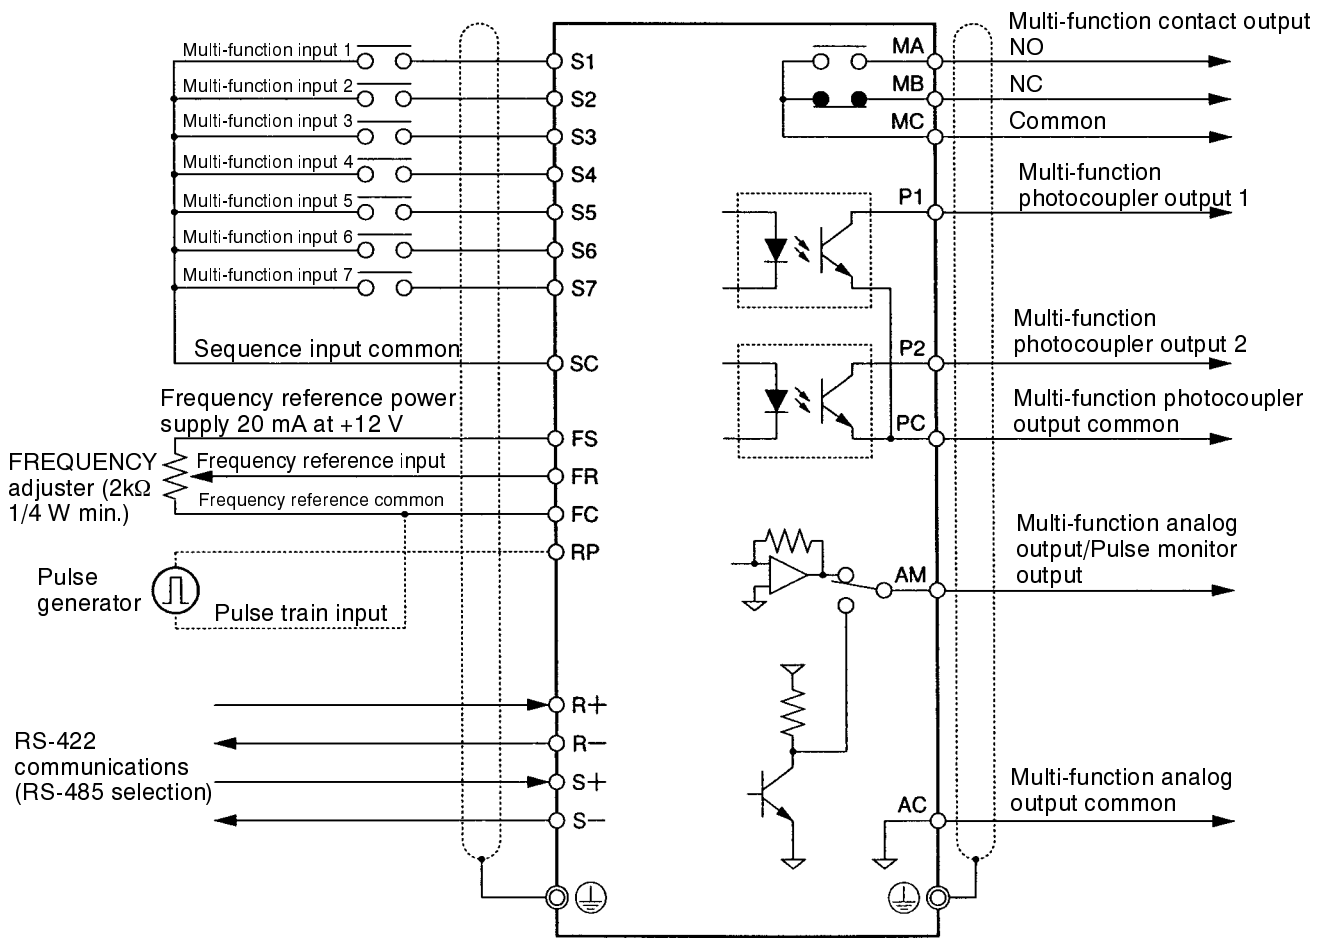 Multi-function contact output
Multi-function input 1
S1
MA
NO
Multi-function input 2
S2
MB
NC
Multi-function input 3
S3
MC
Common
Multi-function input 4
S4
Multi-function
photocoupler output 1
Multi-function input 5
S5
P1
Multi-function input 6
S6
Multi-function input 7
S7
Multi-function
photocoupler output 2
Sequence input common
SC
P2
Frequency reference power
supply 20 mA at +12 V
FS
PC
Multi-function photocoupler
output common
FREQUENCY
adjuster (2kΩ
1/4 W min.)
Frequency reference input
FR
Frequency reference common
FC
RP
Multi-function analog
output/Pulse monitor
output
AM
Pulse
generator
Pulse train input
R+
R−
S+
S−
RS-422
communications
(RS-485 selection)
Multi-function analog
output common
AC